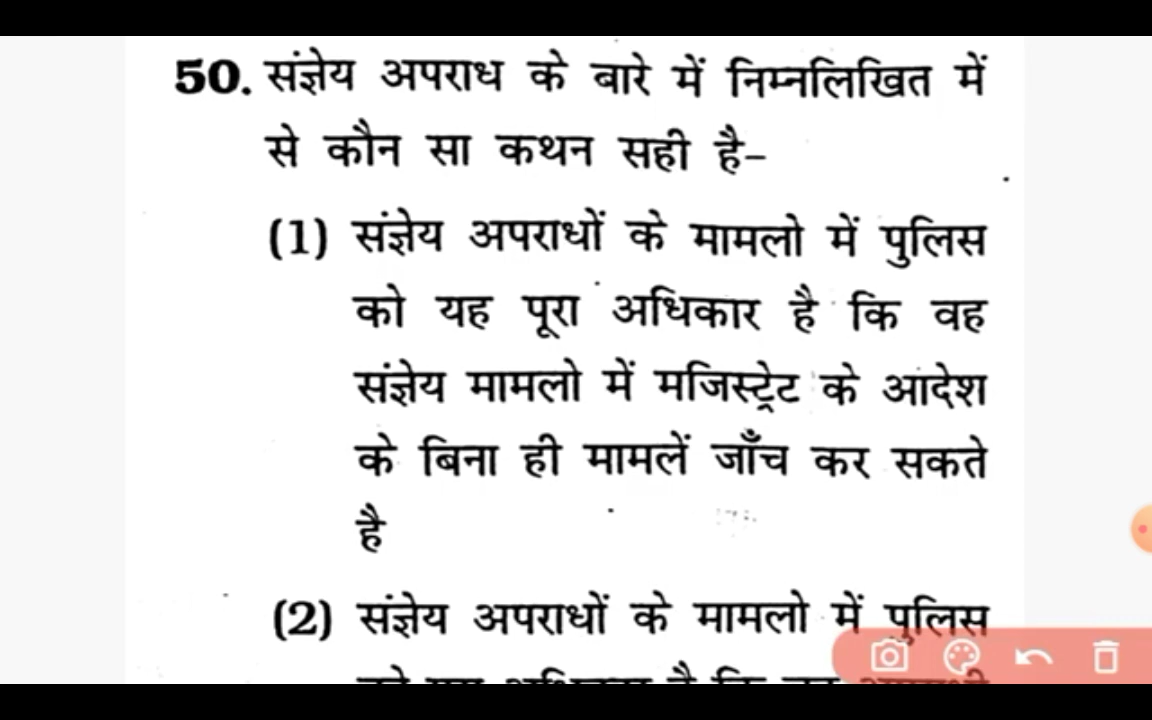 50. संज्ञेय अपराध के बारे में निम्नलिखित में
से कौन सा कथन सही है-
(1) संज्ञेय अपराधों के मामलो में पुलिस
को यह पूरा अधिकार है कि वह
संज्ञेय मामलो में मजिस्ट्रेट के आदेश
के बिना ही मामलें जाँच कर सकते
है
(2) संज्ञेय अपराधों के मामलो में पुलिस